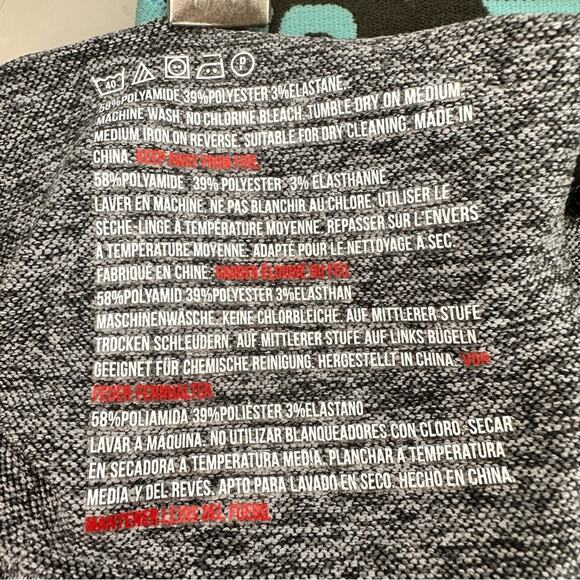 40 P
58%POLYAMIDE 39%POLYESTER 3%ELASTANE.
MACHINE WASH. NO CHLORINE BLEACH. TUMBLE DRY ON MEDIUM.
MEDIUM IRON ON REVERSE. SUITABLE FOR DRY CLEANING. MADE IN
CHINA. KEEP AWAY FROM FIRE.
58%POLYAMIDE, 39% POLYESTER, 3% ÉLASTHANNE
LAVER EN MACHINE. NE PAS BLANCHIR AU CHLORE. UTILISER LE
SÈCHE-LINGE À TEMPÉRATURE MOYENNE. REPASSER SUR L'ENVERS
À TEMPÉRATURE MOYENNE. ADAPTÉ POUR LE NETTOYAGE À SEC.
FABRIQUÉ EN CHINE.
58%POLYAMID 39%POLYESTER 3%ELASTHAN
MASCHINENWÄSCHE. KEINE CHLORBLEICHE. AUF MITTLERER STUFE
TROCKEN SCHLEUDERN. AUF MITTLERER STUFE AUF LINKS BÜGELN.
GEEIGNET FÜR CHEMISCHE REINIGUNG. HERGESTELLT IN CHINA. VON
FEUER FERNHALTEN
58%POLIAMIDA 39%POLIÉSTER 3%ELASTANO
LAVAR A MÁQUINA. NO UTILIZAR BLANQUEADORES CON CLORO. SECAR
EN SECADORA A TEMPERATURA MEDIA. PLANCHAR A TEMPERATURA
MEDIA Y DEL REVÉS. APTO PARA LAVADO EN SECO. HECHO EN CHINA.
MANTENER LEJOS DEL FUEGO.